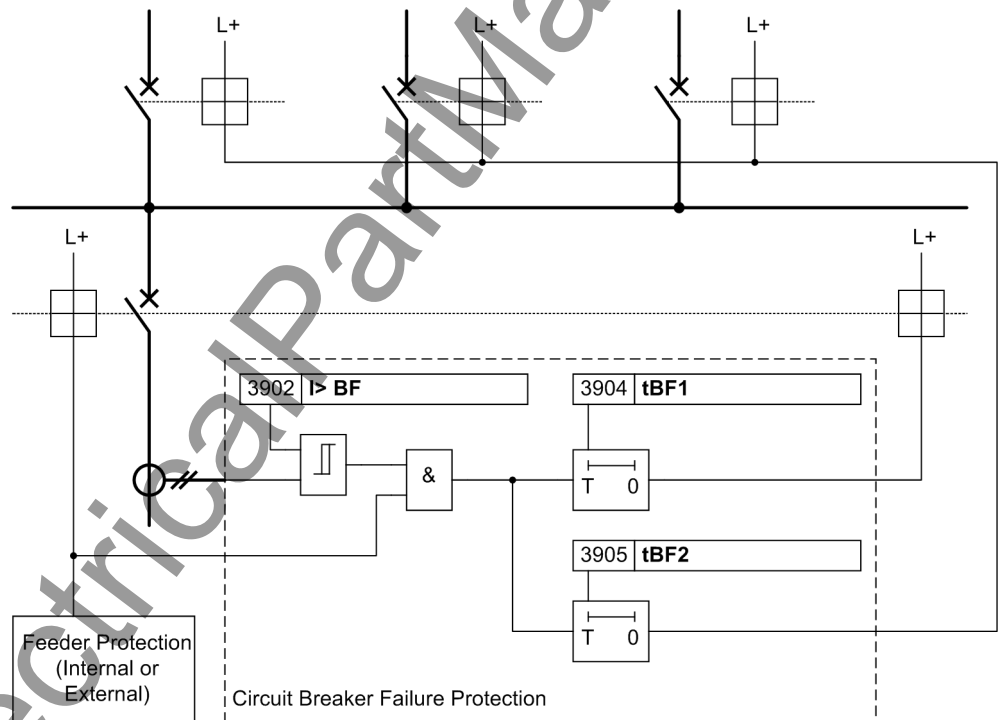 L+
L+
L+
L+
L+
3902 I> BF
3904 tBF1
&
T 0
3905 tBF2
T 0
Feeder Protection
(Internal or
External)
Circuit Breaker Failure Protection